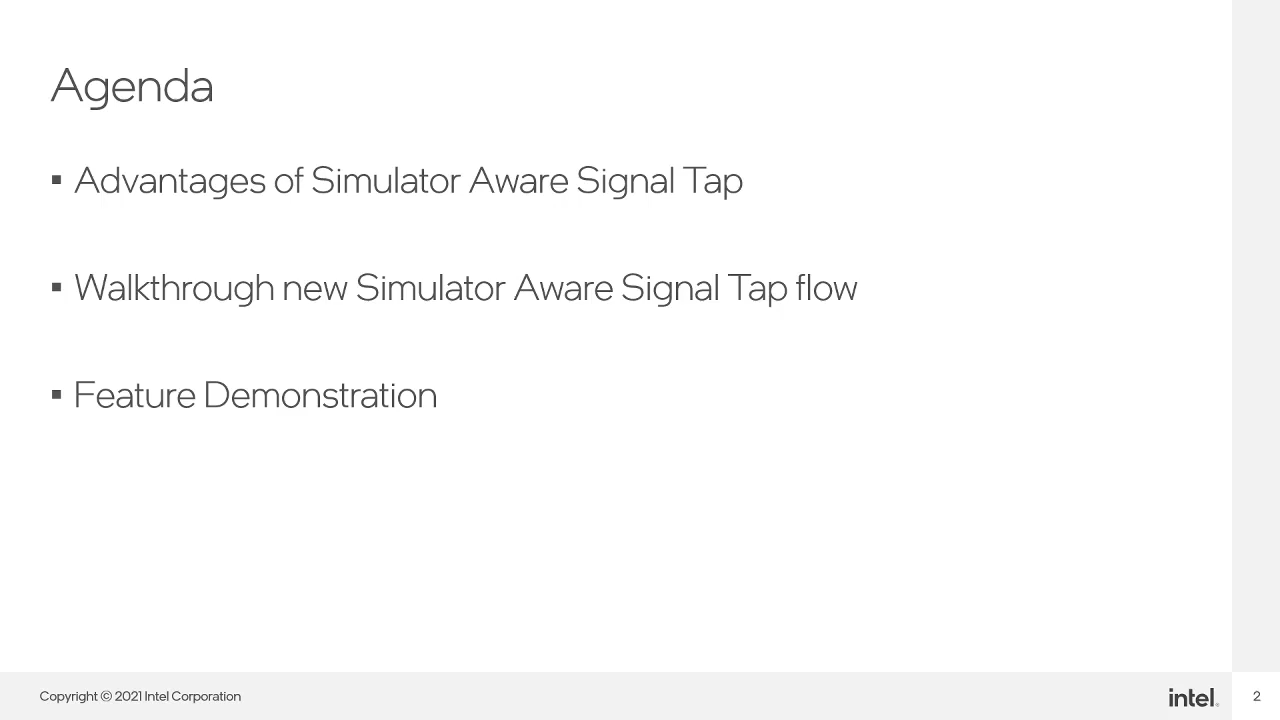 Agenda
▪ Advantages of Simulator Aware Signal Tap
▪ Walkthrough new Simulator Aware Signal Tap flow
▪ Feature Demonstration
Copyright © 2021 Intel Corporation
intel.
2